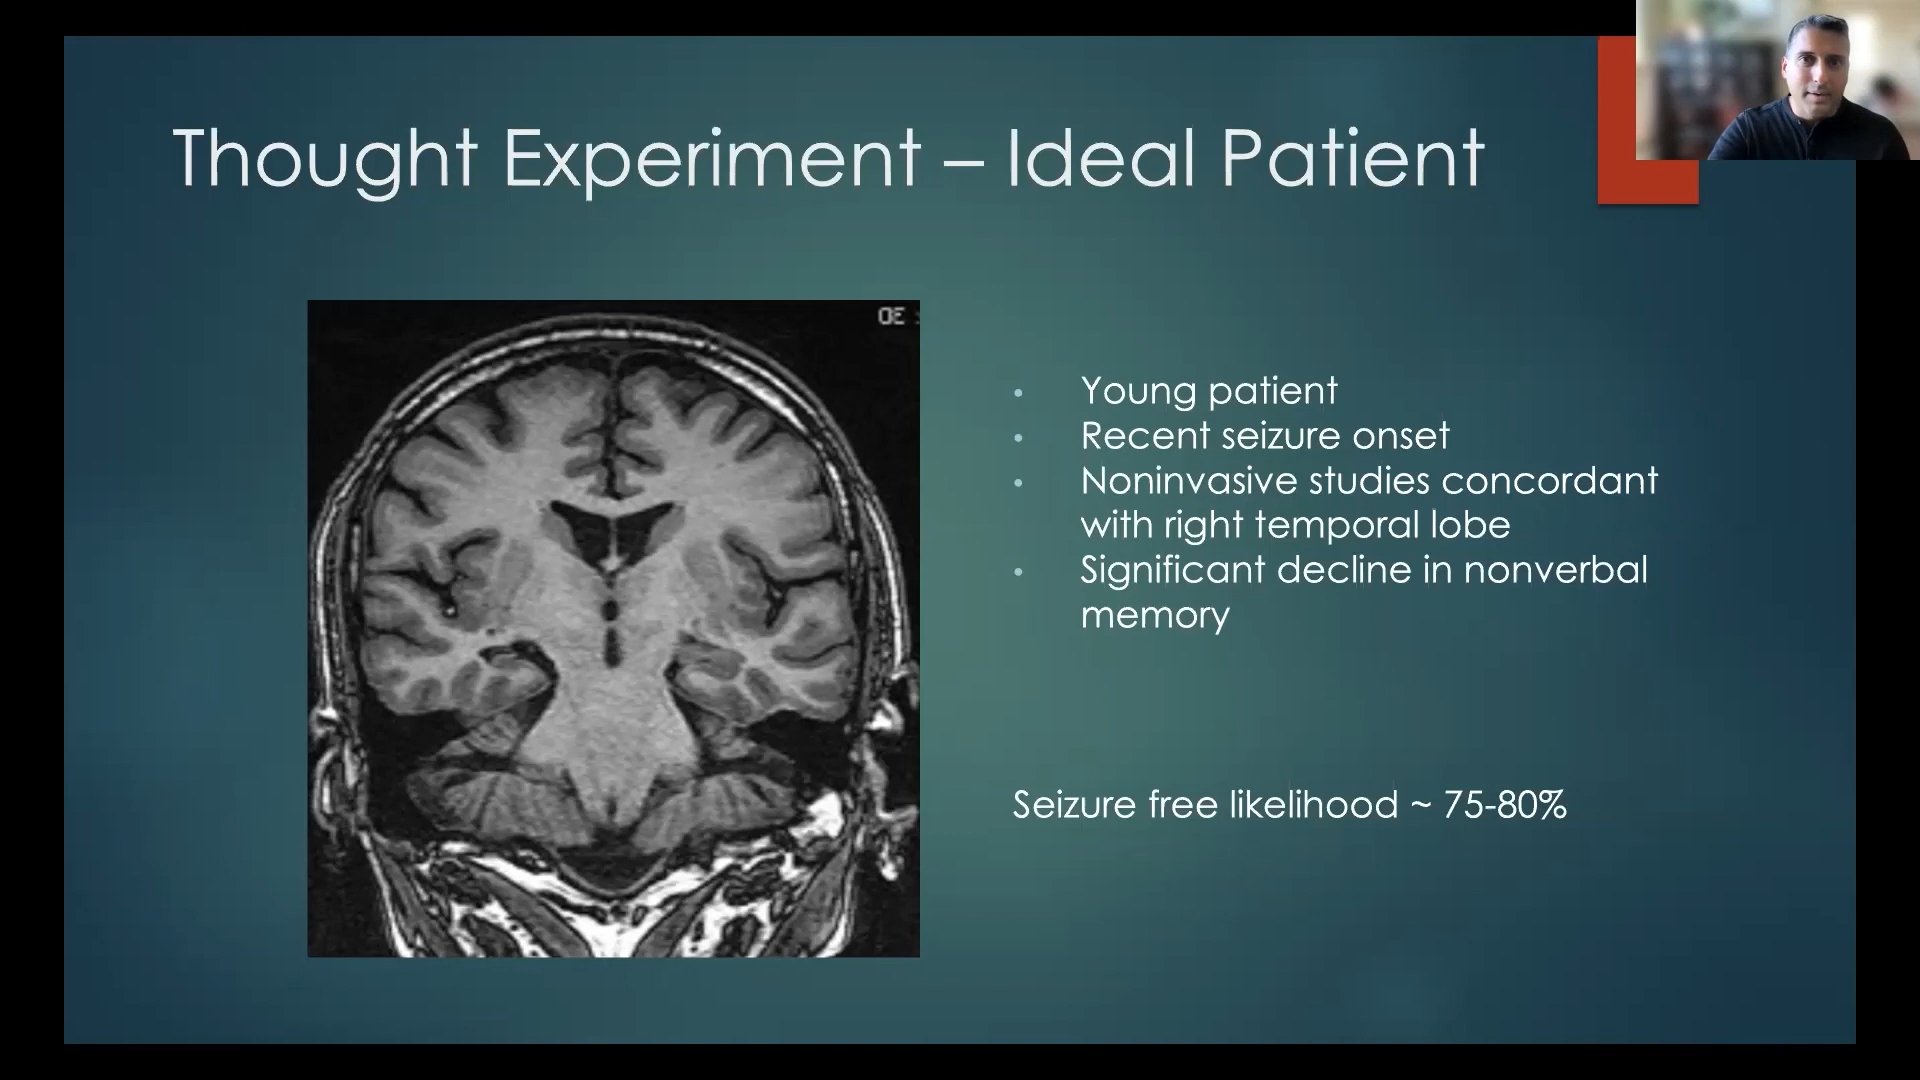 Thought Experiment – Ideal Patient
• Young patient
• Recent seizure onset
• Noninvasive studies concordant
with right temporal lobe
• Significant decline in nonverbal
memory
Seizure free likelihood ~ 75-80%